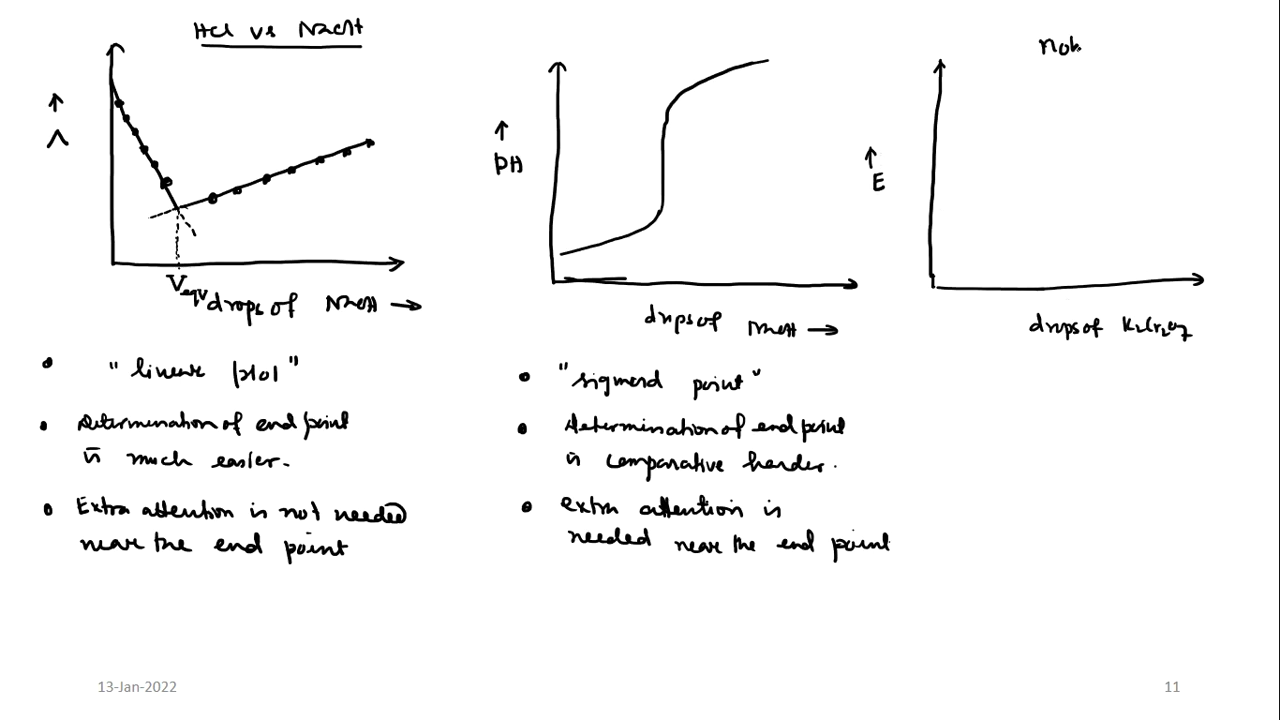 HCl vs NaOH
↑
Λ
V eqv
drops of NaOH →
• "linear plot"
• Determination of end point
is much easier.
• Extra attention is not needed
near the end point
↑
pH
drops of NaOH →
• "sigmoid point"
• Determination of end point
is comparative harder.
• extra attention is
needed near the end point
↑
E
drops of K₂Cr₂O₇
13-Jan-2022
11